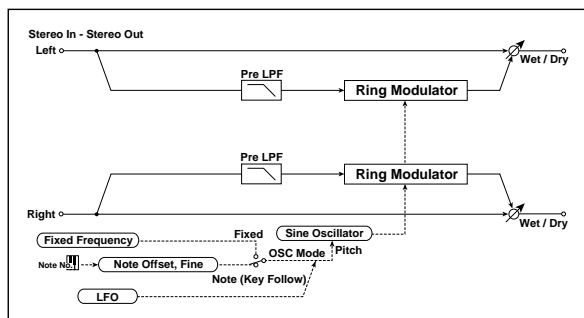 Stereo In - Stereo Out
Left
Wet / Dry
Pre LPF
Ring Modulator
Pre LPF
Ring Modulator
Right
Wet / Dry
Fixed Frequency
Fixed
Sine Oscillator
OSC Mode
Pitch
Note No.
Note Offset, Fine
Note (Key Follow)
LFO